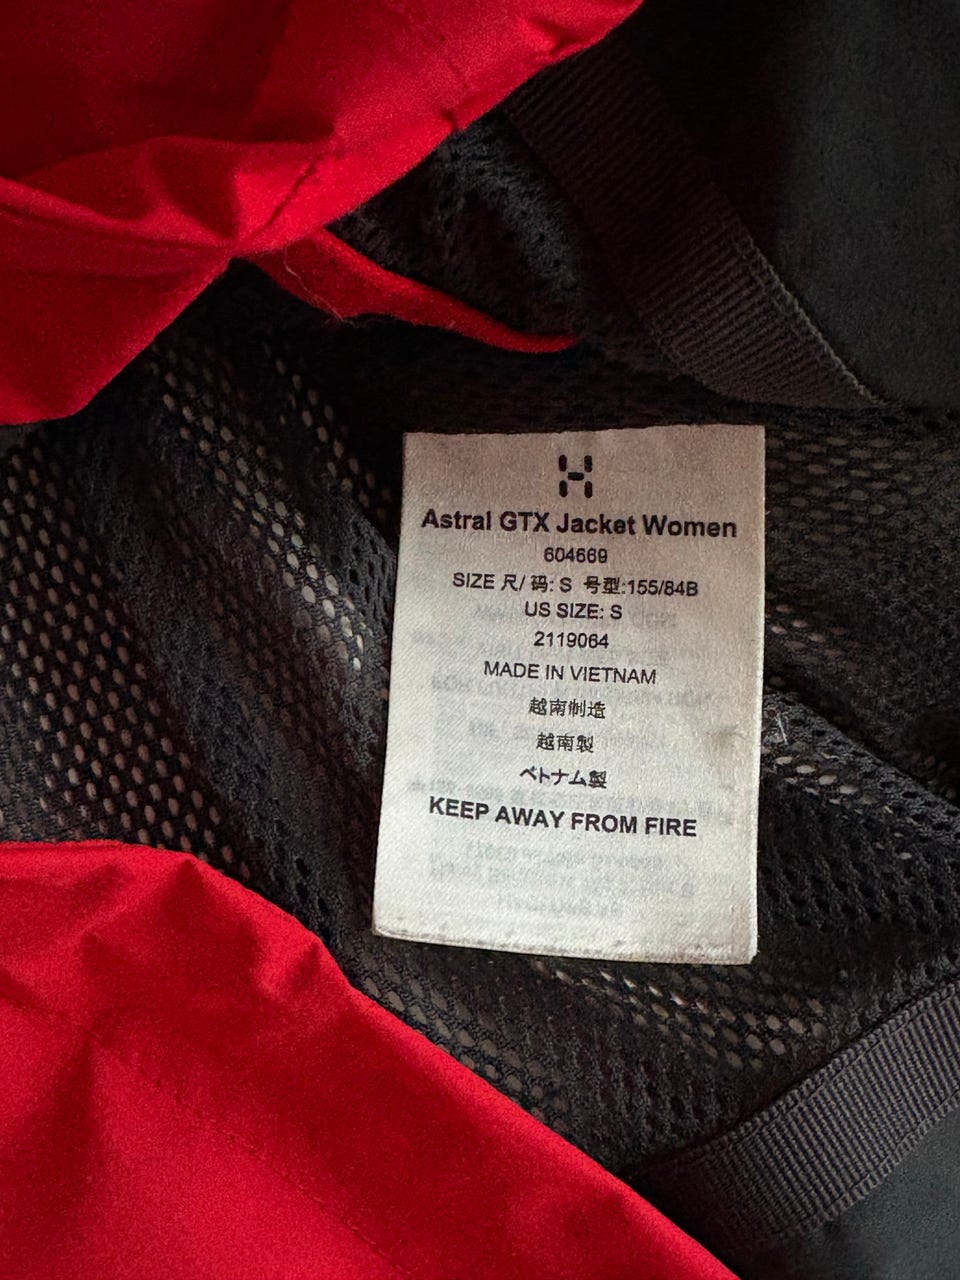 Astral GTX Jacket Women
604669
SIZE 尺/ 码: S 号型:155/84B
US SIZE: S
2119064
MADE IN VIETNAM
越南制造
越南製
ベトナム製
KEEP AWAY FROM FIRE